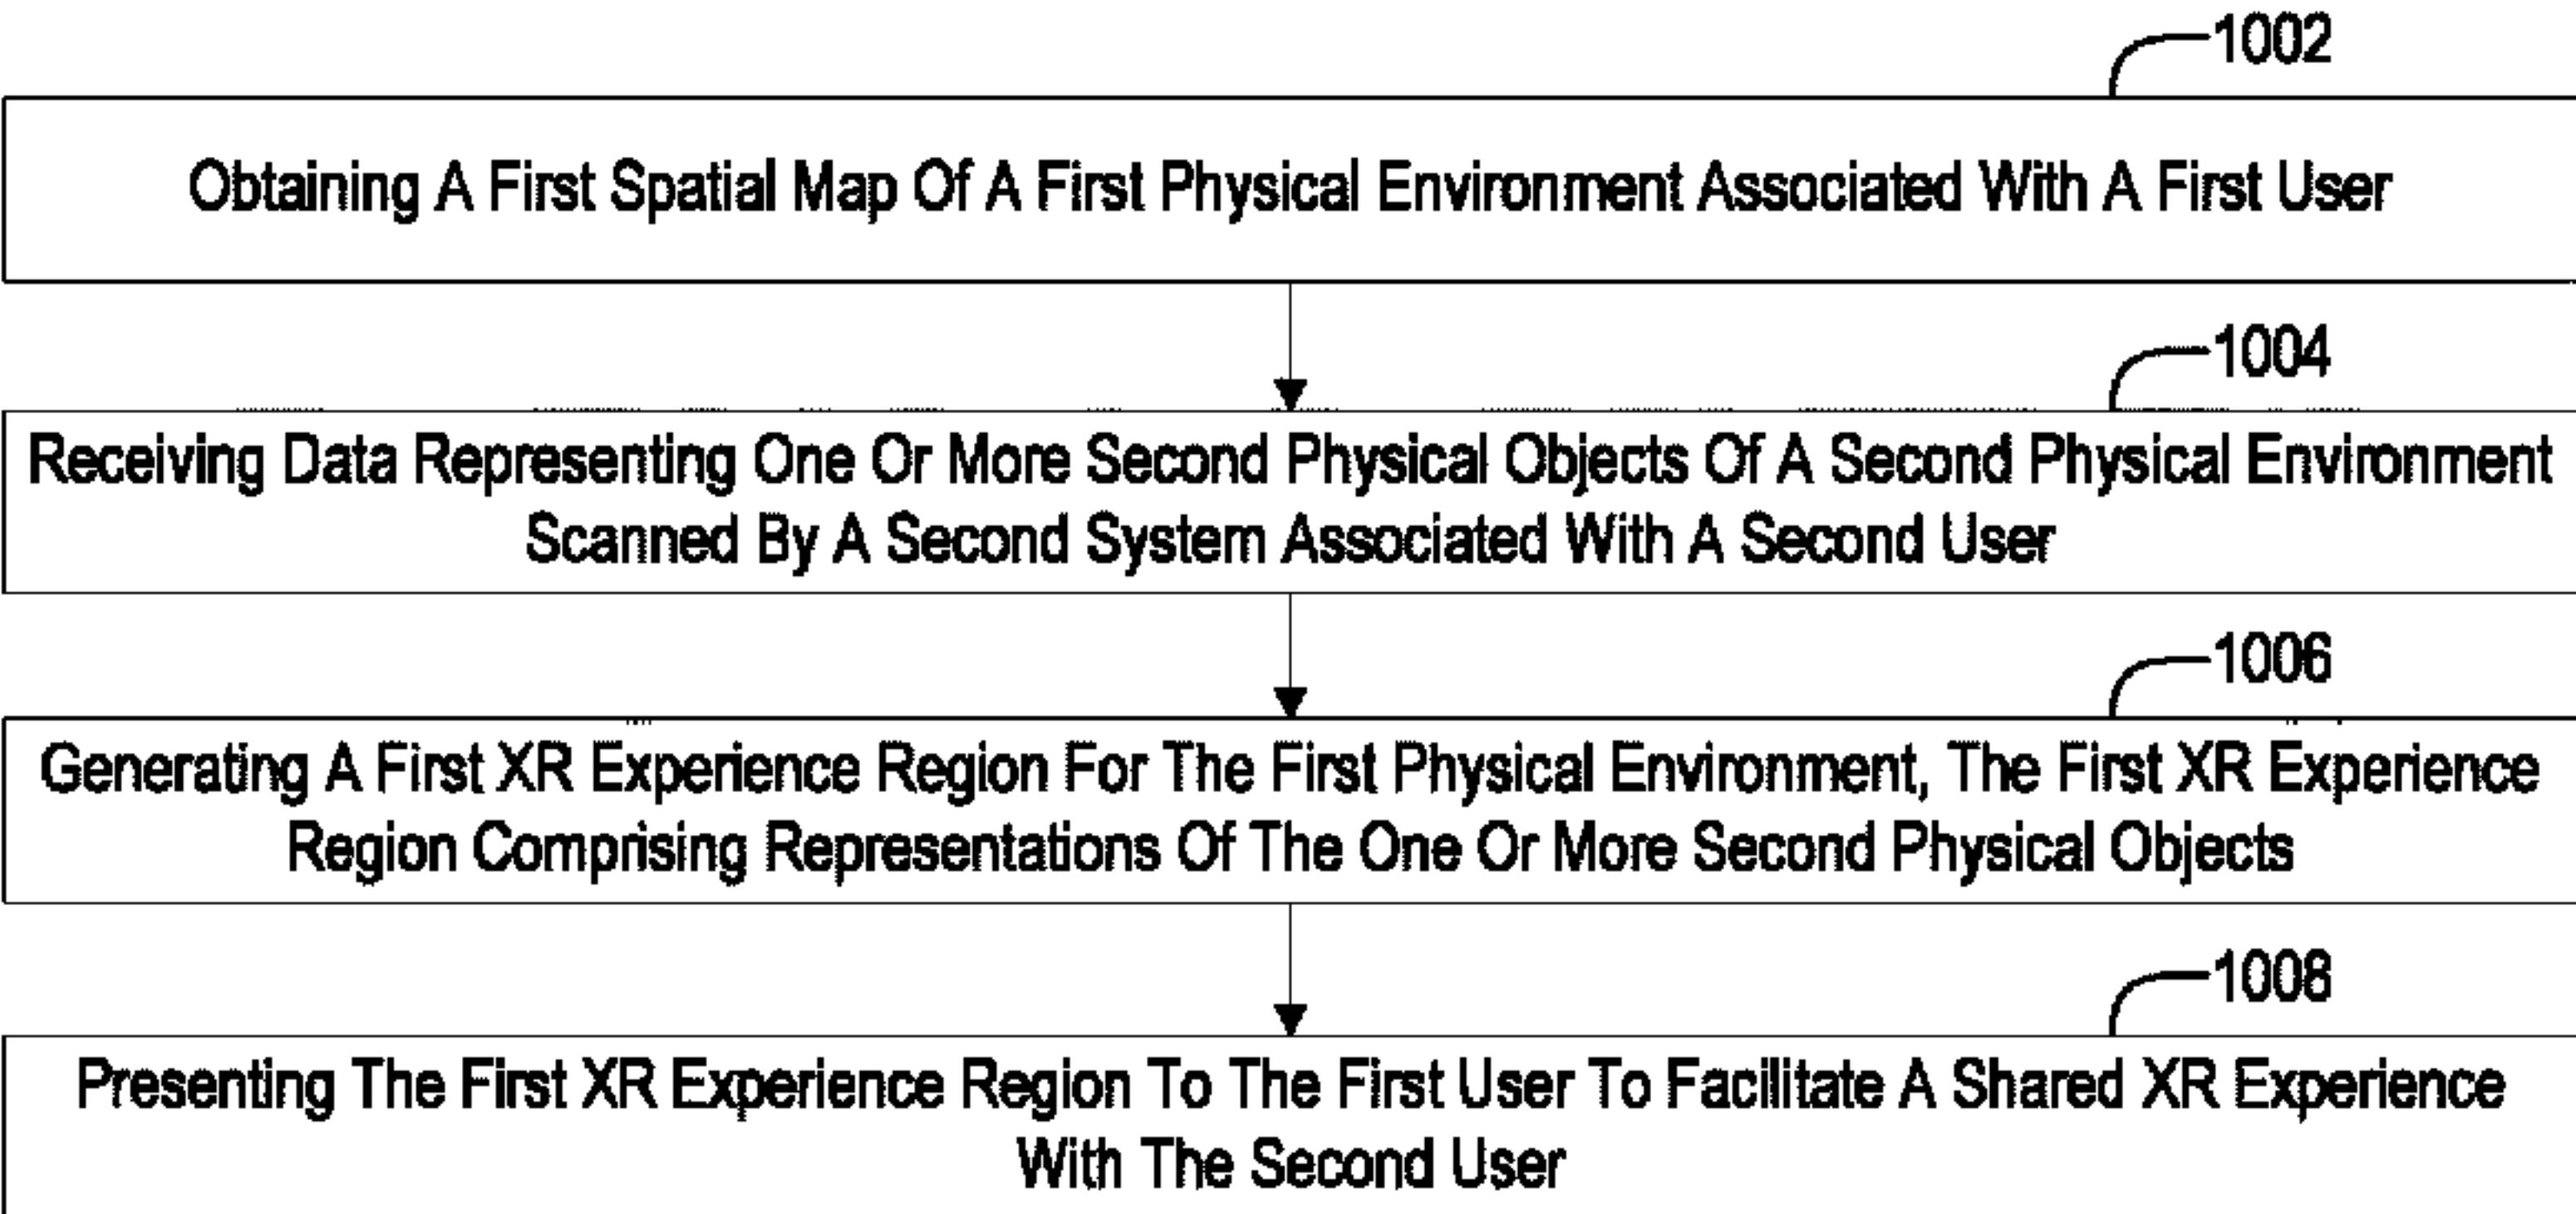 1002
Obtaining A First Spatial Map Of A First Physical Environment Associated With A First User
1004
Receiving Data Representing One Or More Second Physical Objects Of A Second Physical Environment
Scanned By A Second System Associated With A Second User
1006
Generating A First XR Experience Region For The First Physical Environment, The First XR Experience
Region Comprising Representations Of The One Or More Second Physical Objects
1008
Presenting The First XR Experience Region To The First User To Facilitate A Shared XR Experience
With The Second User